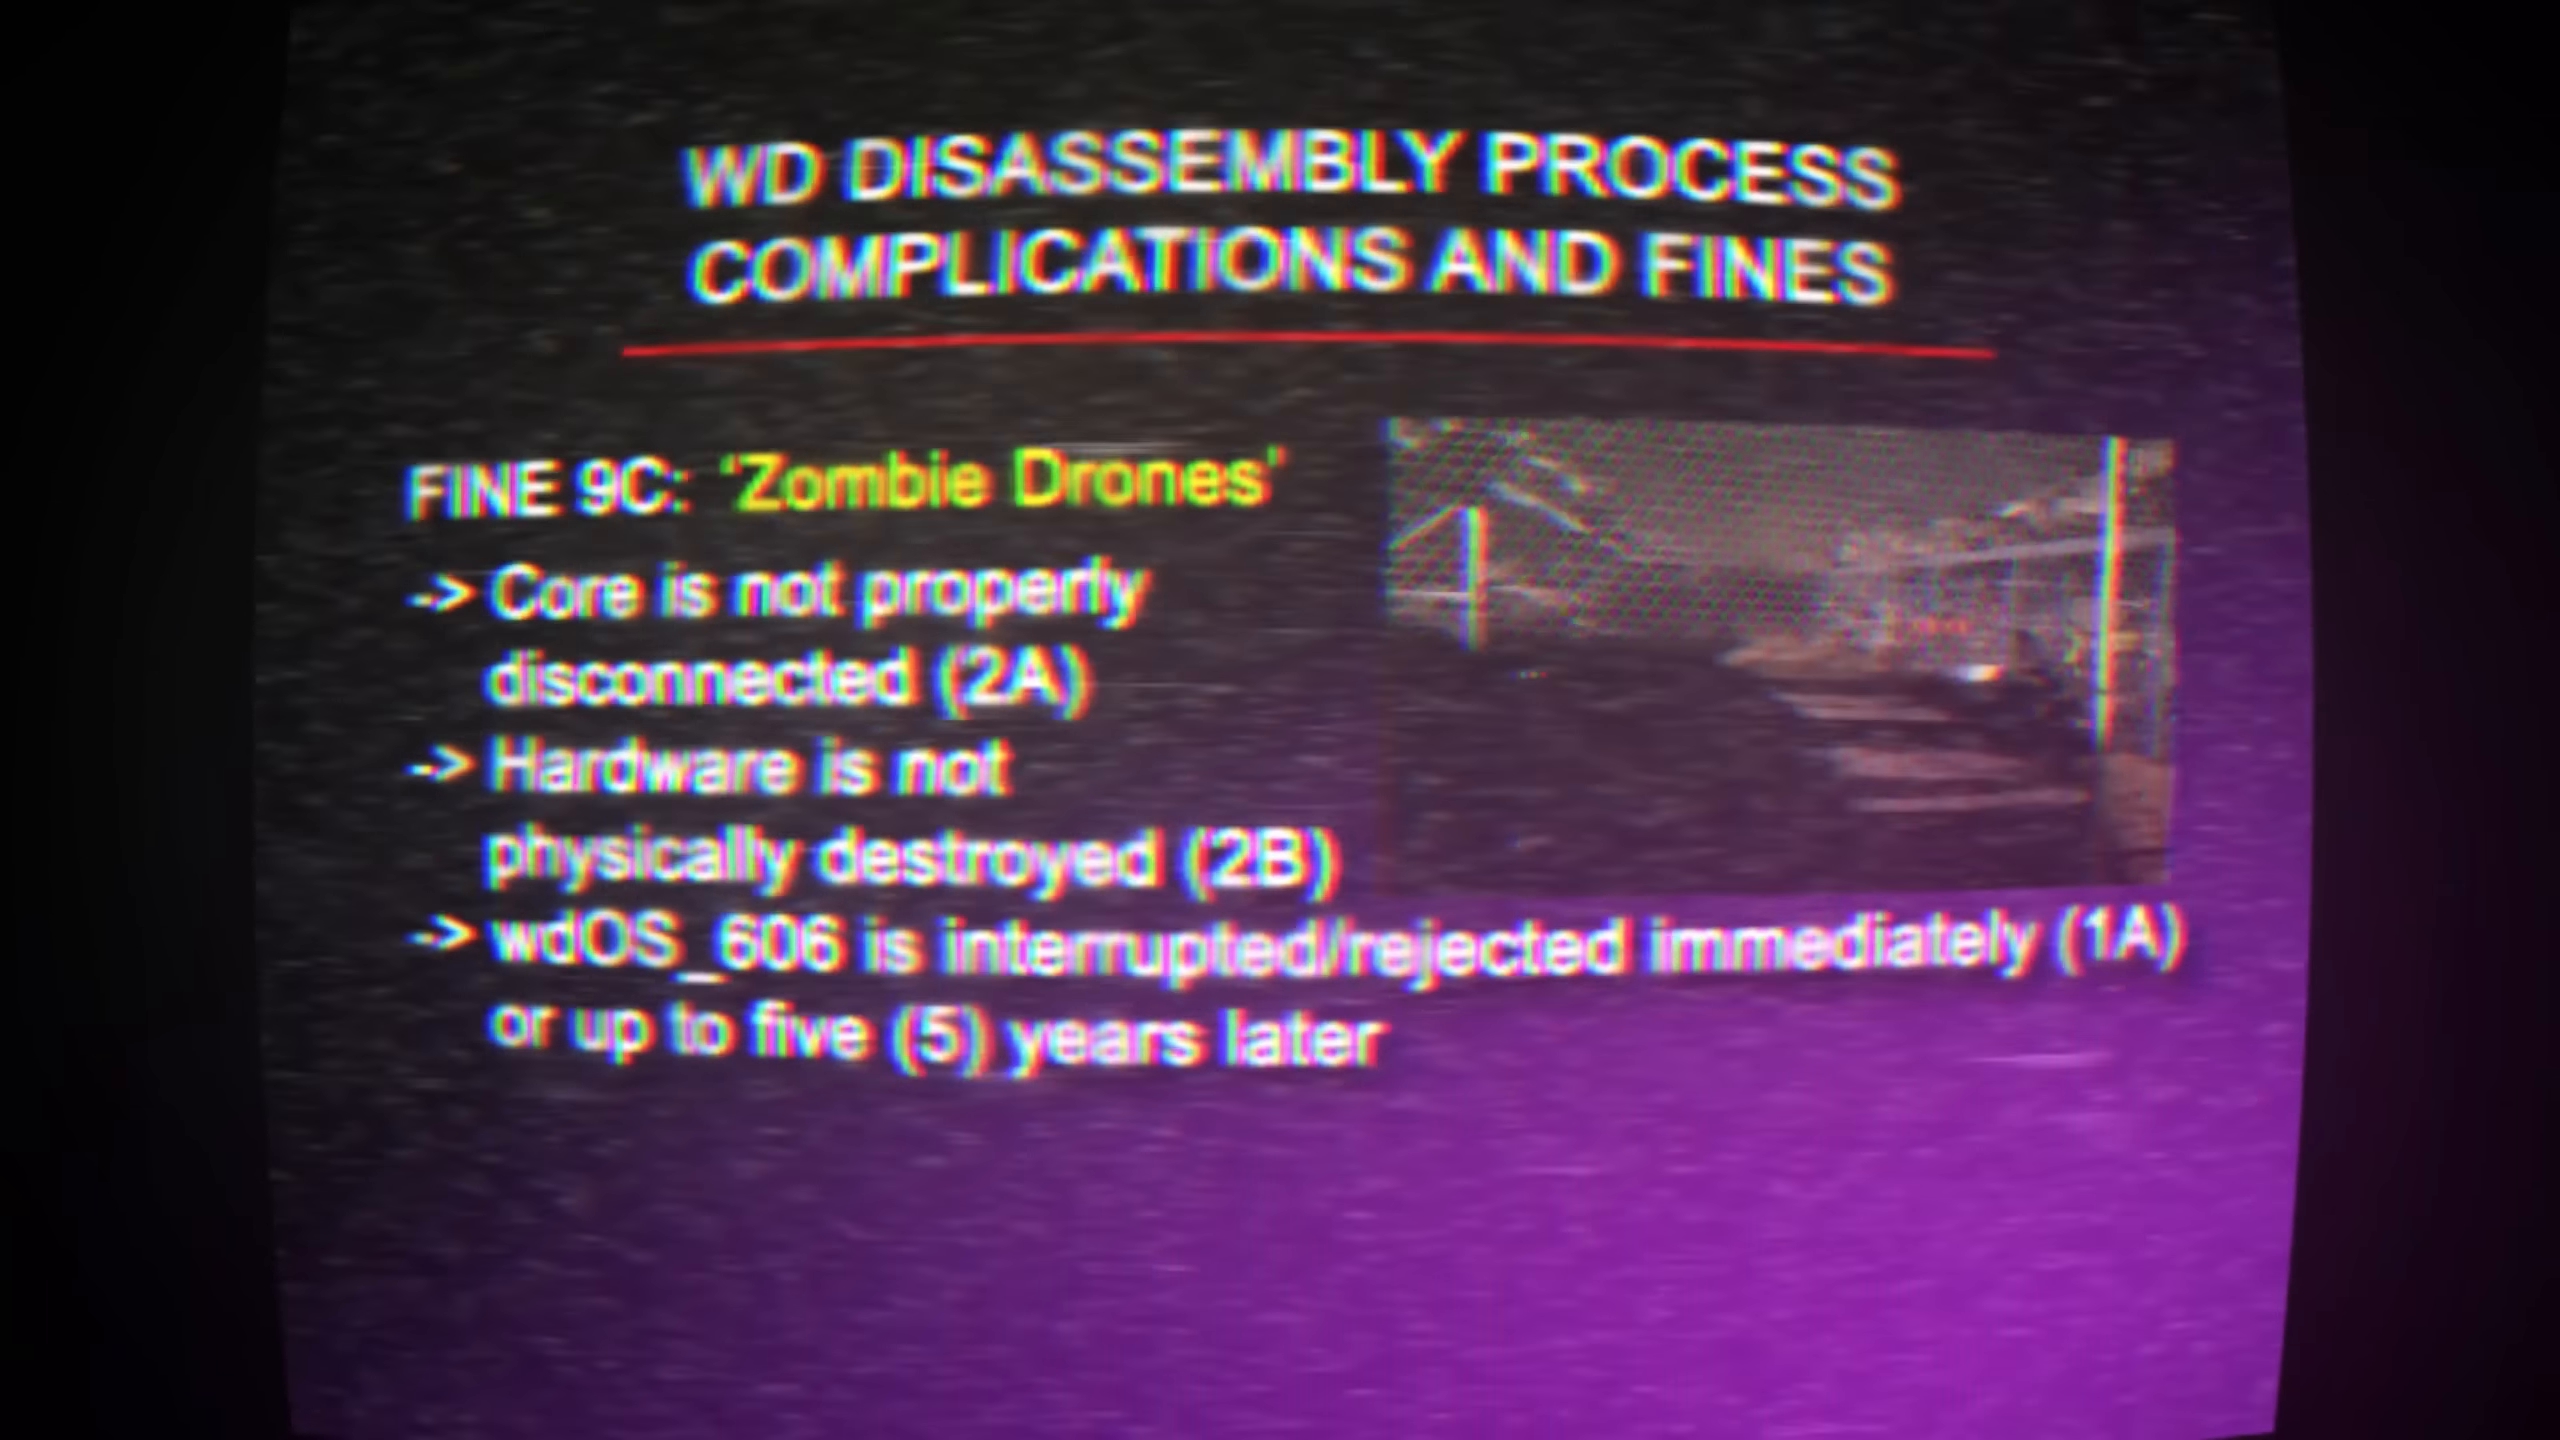 WD DISASSEMBLY PROCESS
COMPLICATIONS AND FINES
FINE 9C: 'Zombie Drones'
-> Core is not properly
disconnected (2A)
-> Hardware is not
physically destroyed (2B)
-> wdOS_606 is interrupted/rejected immediately (1A)
or up to five (5) years later